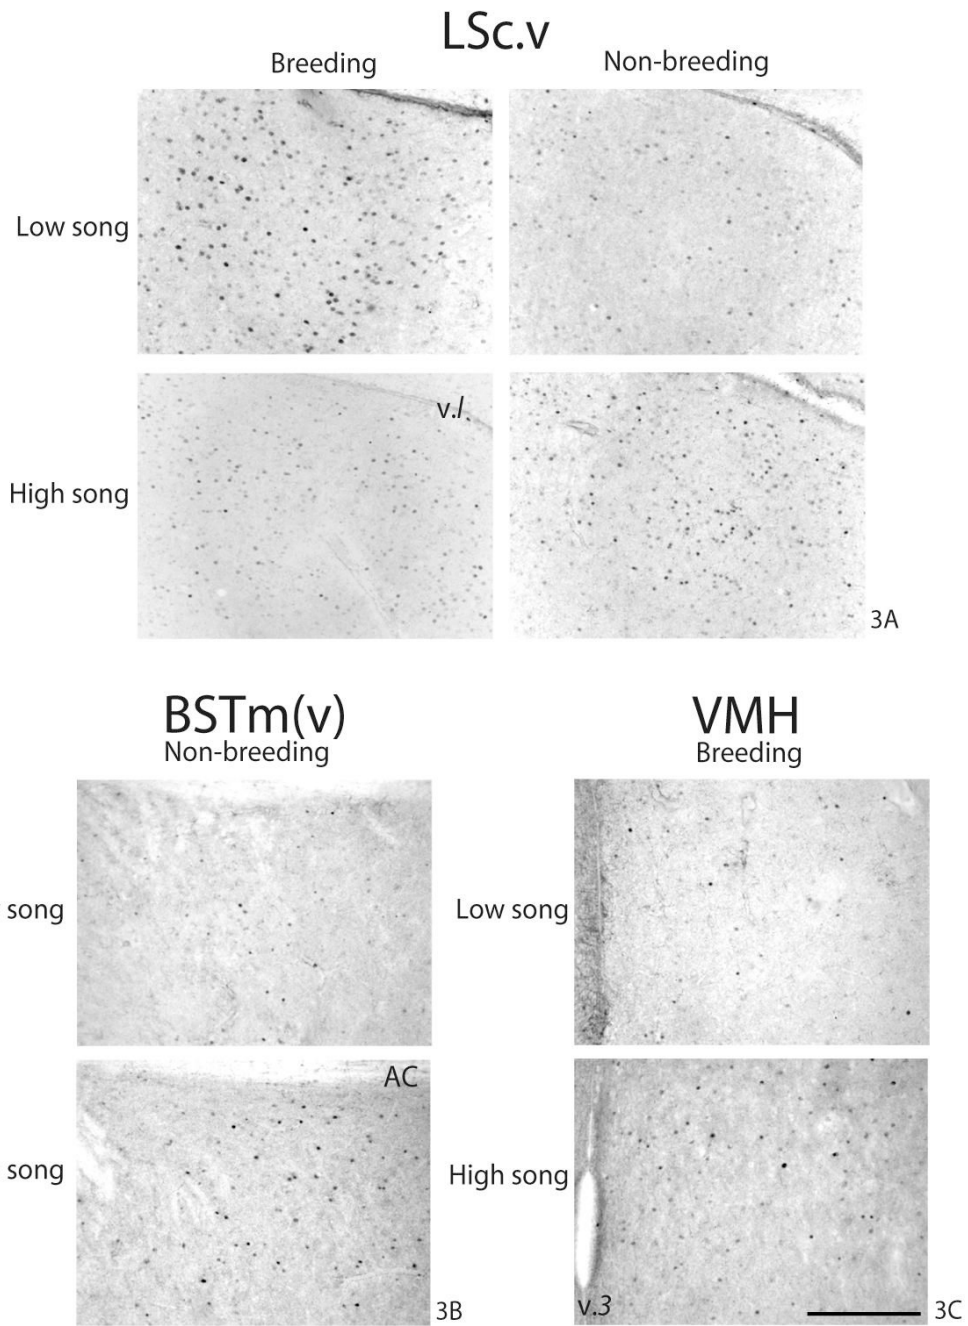 LSc.v
Breeding
Non-breeding
Low song
v.l
High song
3A
BSTm(v)
Non-breeding
VMH
Breeding
song
Low song
AC
song
High song
3B
v.3
3C